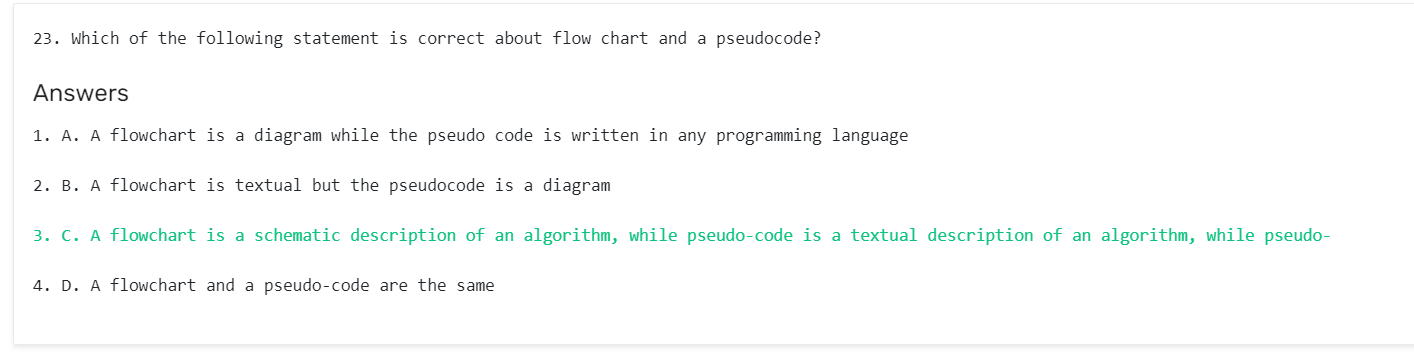 23. Which of the following statement is correct about flow chart and a pseudocode?
Answers
1. A. A flowchart is a diagram while the pseudo code is written in any programming language
2. B. A flowchart is textual but the pseudocode is a diagram
3. C. A flowchart is a schematic description of an algorithm, while pseudo-code is a textual description of an algorithm, while pseudo-
4. D. A flowchart and a pseudo-code are the same